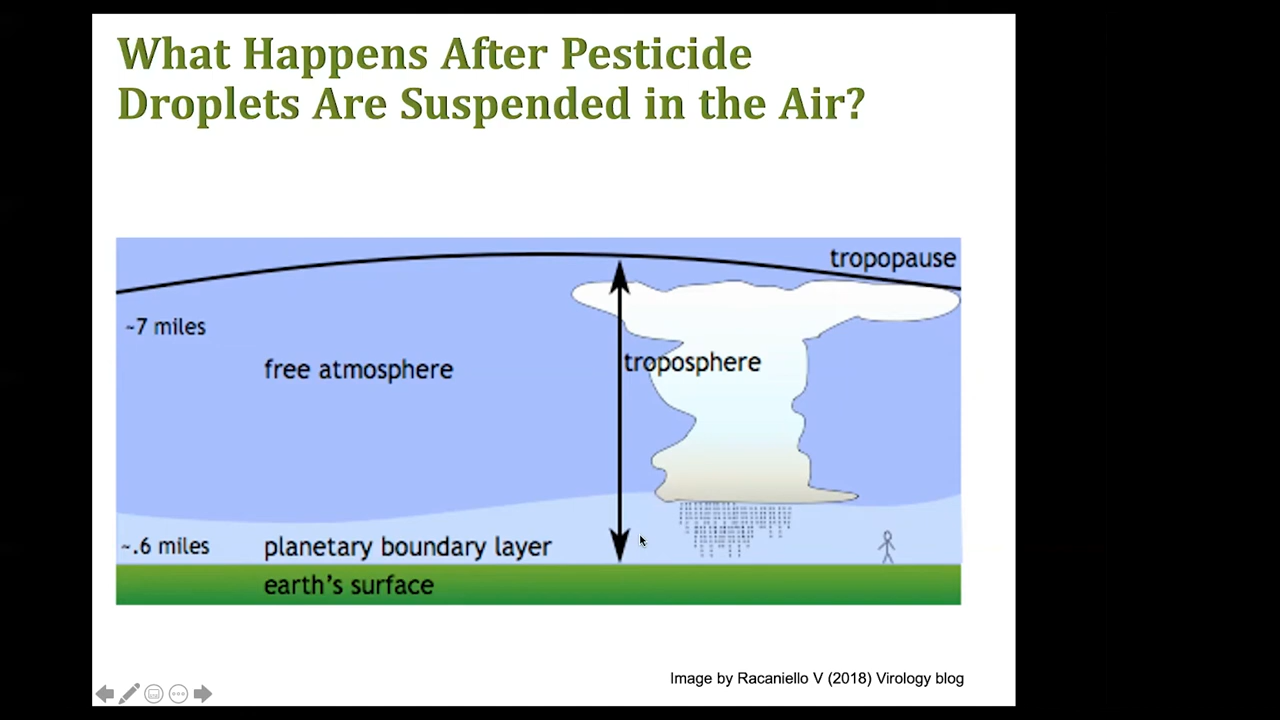 What Happens After Pesticide
Droplets Are Suspended in the Air?
tropopause
~7 miles
free atmosphere
troposphere
~.6 miles
planetary boundary layer
earth's surface
Image by Racaniello V (2018) Virology blog